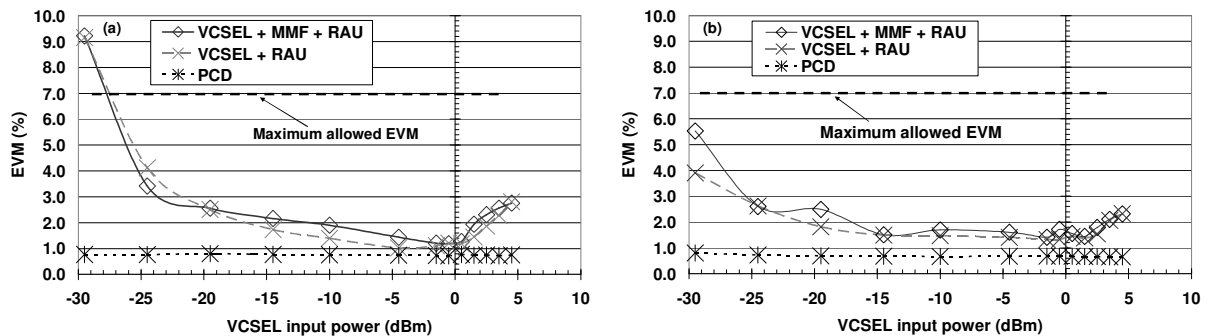 (a)
VCSEL + MMF + RAU
VCSEL + RAU
PCD
Maximum allowed EVM
EVM (%)
10.0
9.0
8.0
7.0
6.0
5.0
4.0
3.0
2.0
1.0
0.0
-30 -25 -20 -15 -10 -5 0 5 10
VCSEL input power (dBm)
(b)
VCSEL + MMF + RAU
VCSEL + RAU
PCD
Maximum allowed EVM
EVM (%)
10.0
9.0
8.0
7.0
6.0
5.0
4.0
3.0
2.0
1.0
0.0
-30 -25 -20 -15 -10 -5 0 5 10
VCSEL input power (dBm)